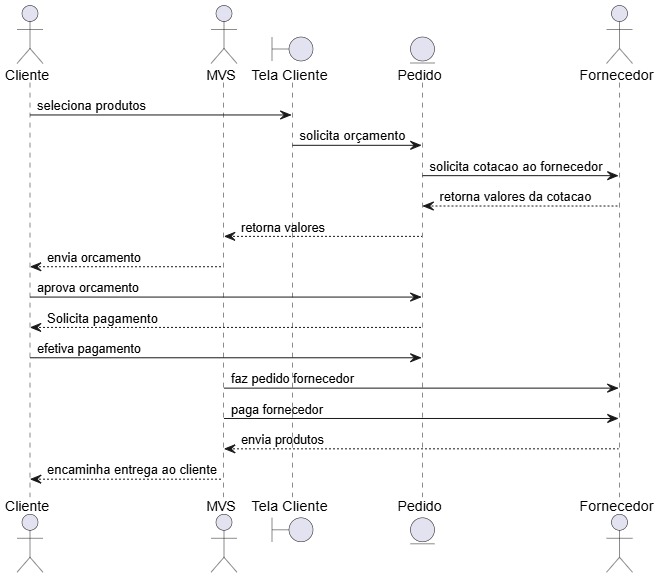 Cliente
MVS
Tela Cliente
Pedido
Fornecedor
seleciona produtos
solicita orçamento
solicita cotacao ao fornecedor
retorna valores da cotacao
retorna valores
envia orcamento
aprova orcamento
Solicita pagamento
efetiva pagamento
faz pedido fornecedor
paga fornecedor
envia produtos
encaminha entrega ao cliente
Cliente
MVS
Tela Cliente
Pedido
Fornecedor